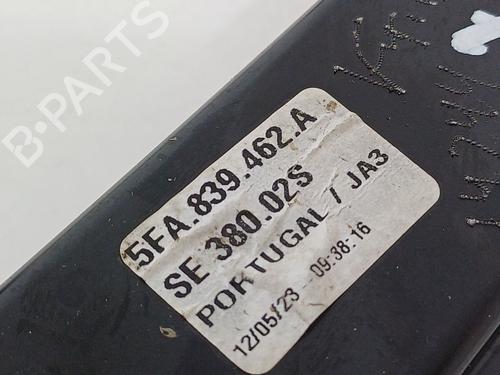 B-PARTS
5FA.839.462.A
SE 380.02S
PORTUGAL / JA3
12/05/23 09:38:16